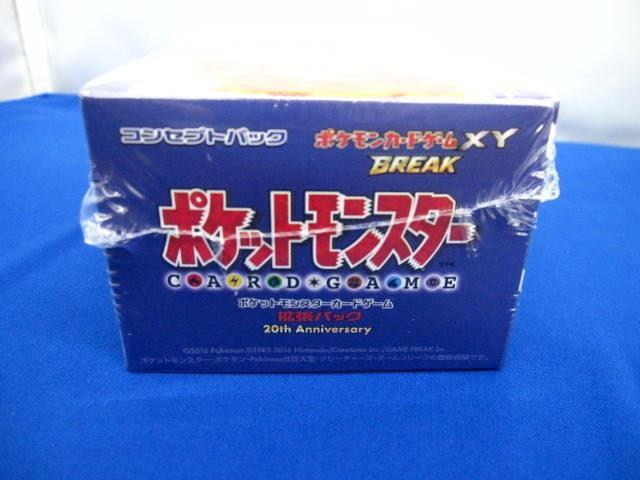 コンセプトパック
ポケモンカードゲーム XY
BREAK
ポケットモンスター
™
CARD GAME
ポケットモンスターカードゲーム
拡張パック
20th Anniversary
©2016 Pokémon. ©1995 2016 Nintendo/Creatures Inc./GAME FREAK inc.
ポケットモンスター・ポケモン・Pokémonは任天堂・クリーチャーズ・ゲームフリークの登録商標です。